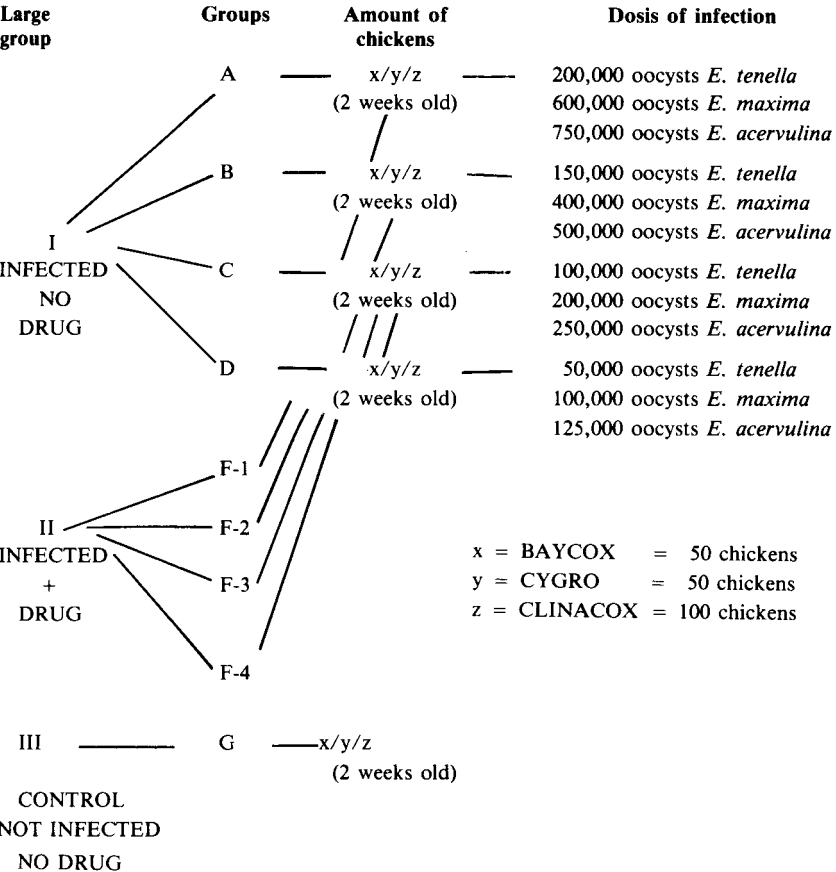 Large group Groups Amount of chickens Dosis of infection
A x/y/z 200,000 oocysts E. tenella
(2 weeks old) 600,000 oocysts E. maxima
750,000 oocysts E. acervulina
B x/y/z 150,000 oocysts E. tenella
(2 weeks old) 400,000 oocysts E. maxima
500,000 oocysts E. acervulina
I
INFECTED
NO
DRUG
C x/y/z 100,000 oocysts E. tenella
(2 weeks old) 200,000 oocysts E. maxima
250,000 oocysts E. acervulina
D x/y/z 50,000 oocysts E. tenella
(2 weeks old) 100,000 oocysts E. maxima
125,000 oocysts E. acervulina
F-1
II
INFECTED
+
DRUG
F-2
F-3
F-4
x = BAYCOX = 50 chickens
y = CYGRO = 50 chickens
z = CLINACOX = 100 chickens
III G x/y/z
(2 weeks old)
CONTROL
NOT INFECTED
NO DRUG